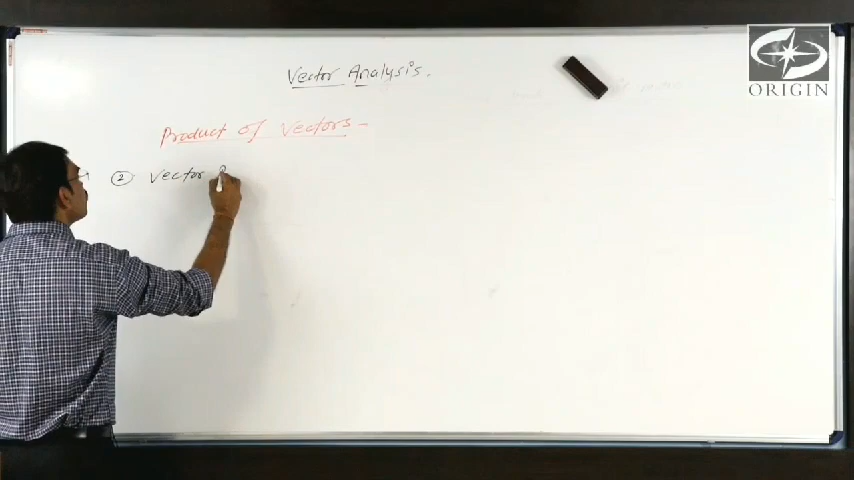 Vector Analysis.
ORIGIN
Product of Vectors -
② Vector